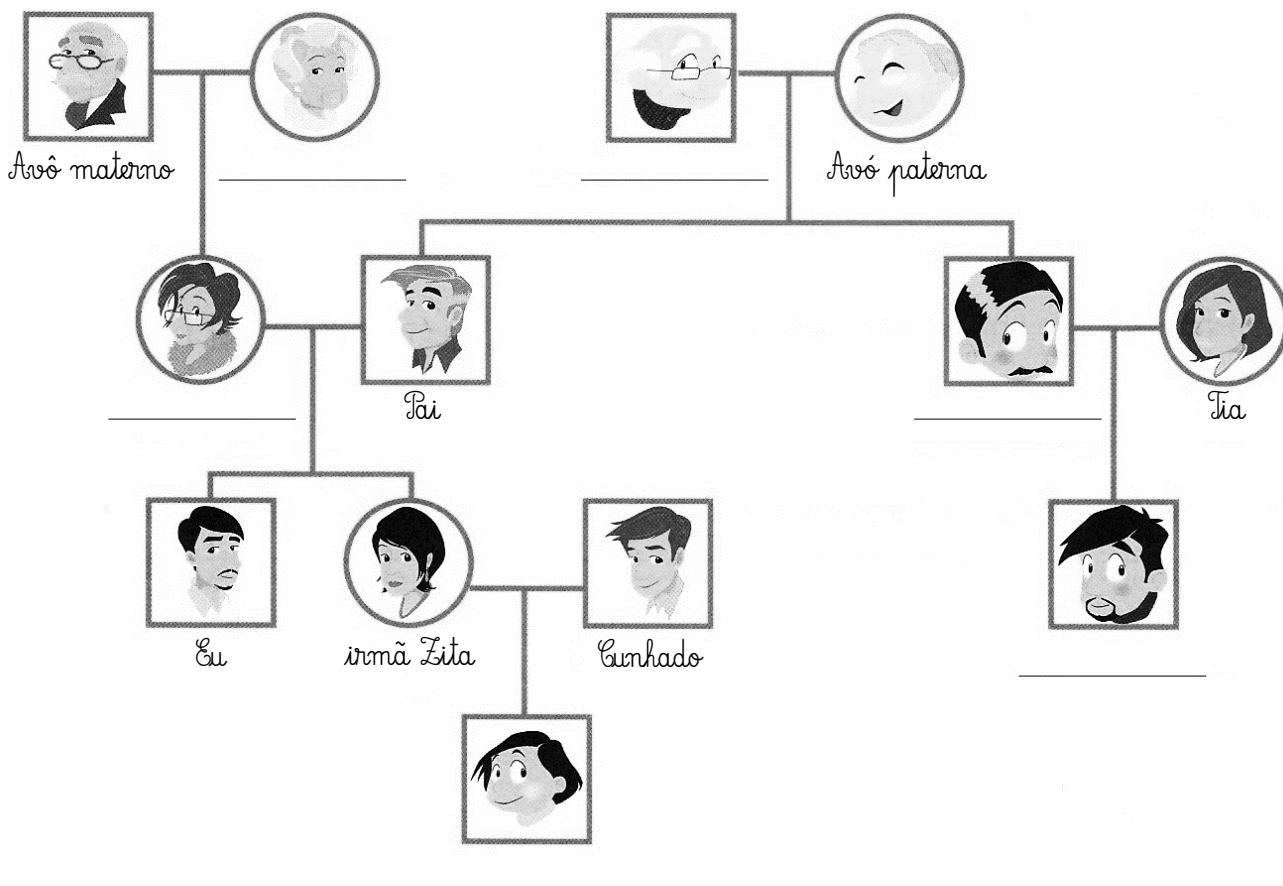 Avô materno
Avó paterna
Pai
Tia
Eu
irmã Zita
Cunhado